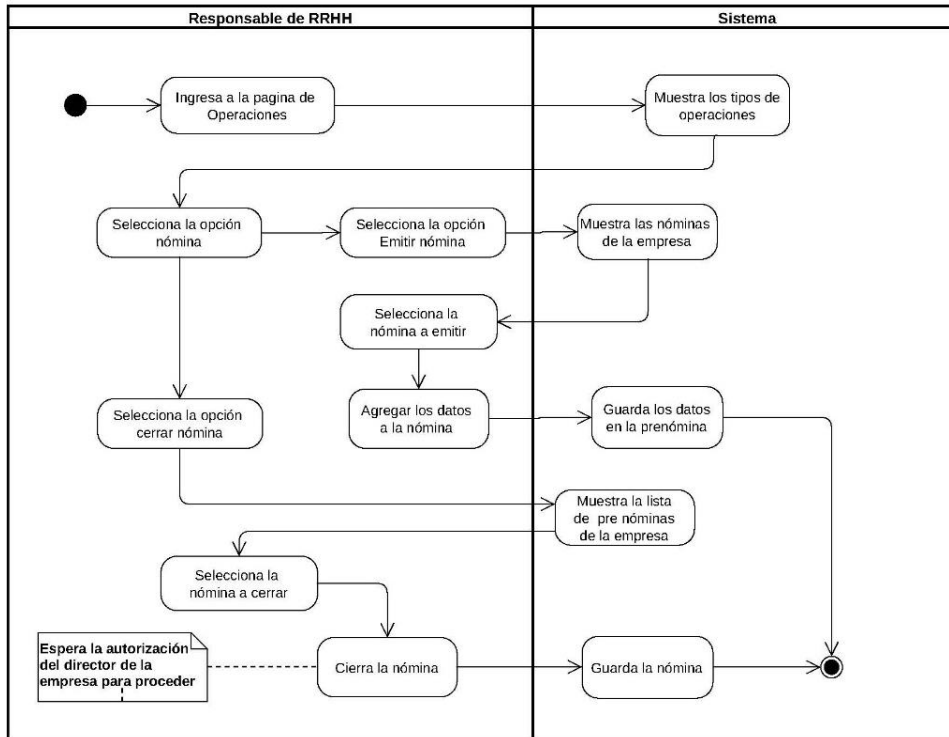 Responsable de RRHH
Sistema
Ingresa a la pagina de
Operaciones
Muestra los tipos de
operaciones
Selecciona la opción
nómina
Selecciona la opción
Emitir nómina
Muestra las nóminas
de la empresa
Selecciona la
nómina a emitir
Selecciona la opción
cerrar nómina
Agregar los datos
a la nómina
Guarda los datos
en la prenómina
Muestra la lista
de pre nóminas
de la empresa
Selecciona la
nómina a cerrar
Espera la autorización
del director de la
empresa para proceder
Cierra la nómina
Guarda la nómina